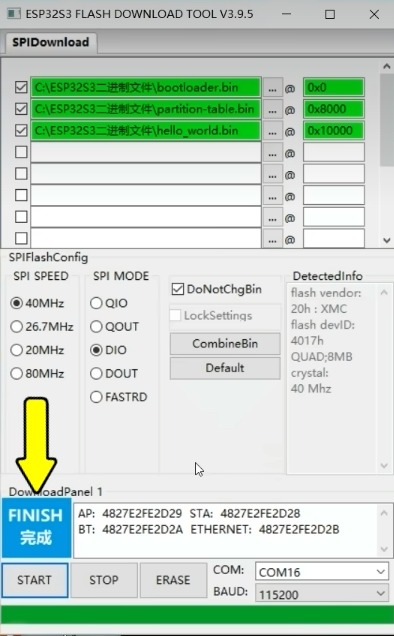 ESP32S3 FLASH DOWNLOAD TOOL V3.9.5
SPIDownload
C:\ESP32S3二进制文件\bootloader.bin ... @ 0x0
C:\ESP32S3二进制文件\partition-table.bin ... @ 0x8000
C:\ESP32S3二进制文件\hello_world.bin ... @ 0x10000
... @
... @
... @
... @
... @
SPIFlashConfig
SPI SPEED
40MHz
26.7MHz
20MHz
80MHz
SPI MODE
QIO
QOUT
DIO
DOUT
FASTRD
DoNotChgBin
LockSettings
CombineBin
Default
DetectedInfo
flash vendor:
20h : XMC
flash devID:
4017h
QUAD;8MB
crystal:
40 Mhz
DownloadPanel 1
FINISH
完成
AP: 4827E2FE2D29 STA: 4827E2FE2D28
BT: 4827E2FE2D2A ETHERNET: 4827E2FE2D2B
START
STOP
ERASE
COM: COM16
BAUD: 115200